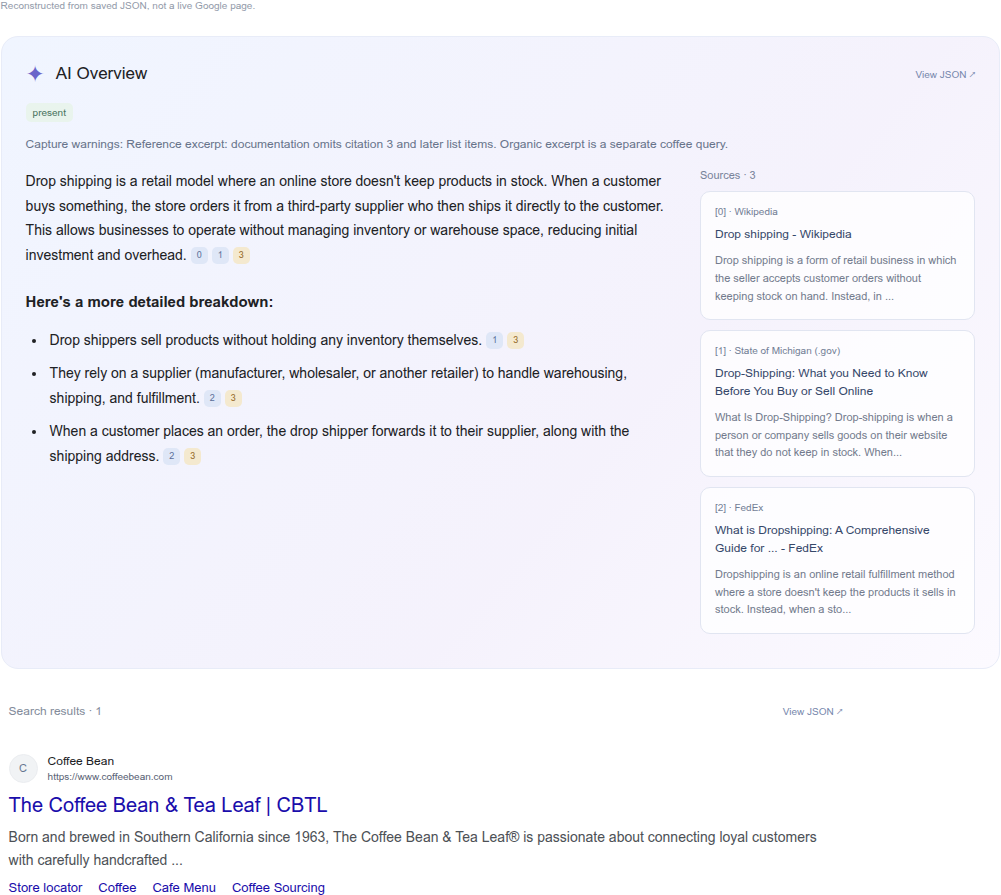 Reconstructed from saved JSON, not a live Google page.
AI Overview
View JSON ↗
present
Capture warnings: Reference excerpt: documentation omits citation 3 and later list items. Organic excerpt is a separate coffee query.
Drop shipping is a retail model where an online store doesn't keep products in stock. When a customer
buys something, the store orders it from a third-party supplier who then ships it directly to the customer.
This allows businesses to operate without managing inventory or warehouse space, reducing initial
investment and overhead. 0 1 3
Here's a more detailed breakdown:
• Drop shippers sell products without holding any inventory themselves. 1 3
• They rely on a supplier (manufacturer, wholesaler, or another retailer) to handle warehousing,
shipping, and fulfillment. 2 3
• When a customer places an order, the drop shipper forwards it to their supplier, along with the
shipping address. 2 3
Sources · 3
[0] · Wikipedia
Drop shipping - Wikipedia
Drop shipping is a form of retail business in which
the seller accepts customer orders without
keeping stock on hand. Instead, in ...
[1] · State of Michigan (.gov)
Drop-Shipping: What you Need to Know
Before You Buy or Sell Online
What Is Drop-Shipping? Drop-shipping is when a
person or company sells goods on their website
that they do not keep in stock. When...
[2] · FedEx
What is Dropshipping: A Comprehensive
Guide for ... - FedEx
Dropshipping is an online retail fulfillment method
where a store doesn't keep the products it sells in
stock. Instead, when a sto...
Search results · 1
View JSON ↗
C
Coffee Bean
https://www.coffeebean.com
The Coffee Bean & Tea Leaf | CBTL
Born and brewed in Southern California since 1963, The Coffee Bean & Tea Leaf® is passionate about connecting loyal customers
with carefully handcrafted ...
Store locator Coffee Cafe Menu Coffee Sourcing